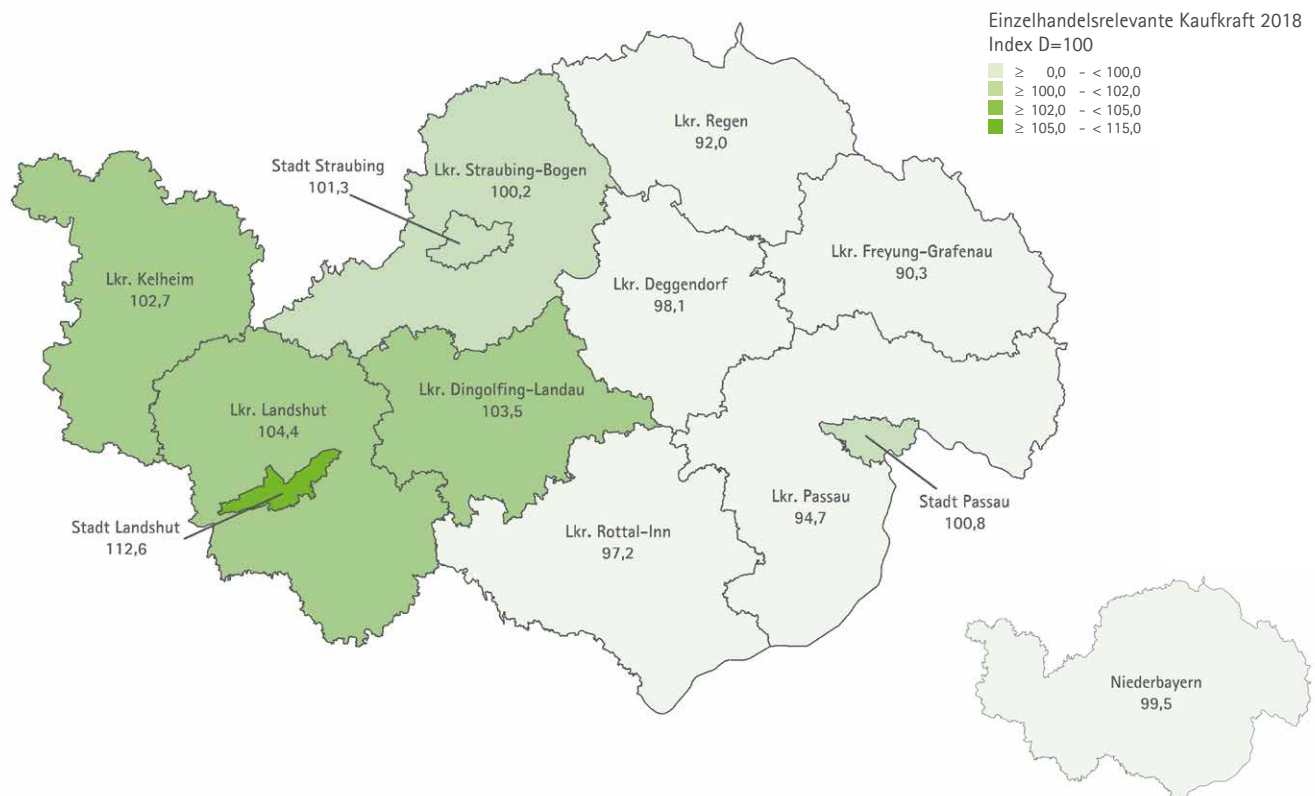 Einzelhandelsrelevante Kaufkraft 2018
Index D=100
≥ 0,0 - < 100,0
≥ 100,0 - < 102,0
≥ 102,0 - < 105,0
≥ 105,0 - < 115,0
Lkr. Regen
92,0
Stadt Straubing
101,3
Lkr. Straubing-Bogen
100,2
Lkr. Freyung-Grafenau
90,3
Lkr. Kelheim
102,7
Lkr. Deggendorf
98,1
Lkr. Dingolfing-Landau
103,5
Lkr. Landshut
104,4
Lkr. Passau
94,7
Stadt Passau
100,8
Stadt Landshut
112,6
Lkr. Rottal-Inn
97,2
Niederbayern
99,5